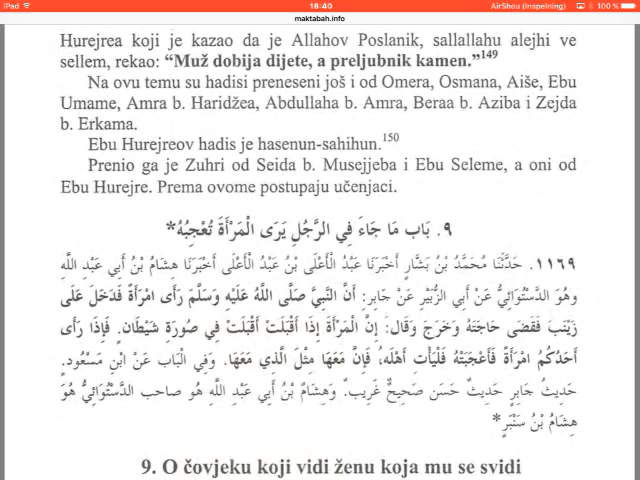 iPad 18:40 AirShou (Inspelning) 100 %
maktabah.info
Hurejrea koji je kazao da je Allahov Poslanik, sallallahu alejhi ve
sellem, rekao: “Muž dobija dijete, a preljubnik kamen.”149
Na ovu temu su hadisi preneseni još i od Omera, Osmana, Aiše, Ebu
Umame, Amra b. Haridžea, Abdullaha b. Amra, Beraa b. Aziba i Zejda
b. Erkama.
Ebu Hurejreov hadis je hasenun-sahihun.150
Prenio ga je Zuhri od Seida b. Musejjeba i Ebu Seleme, a oni od
Ebu Hurejre. Prema ovome postupaju učenjaci.
٩. بَاب مَا جَاءَ فِي الرَّجُلِ يَرَى الْمَرْأَةَ تُعْجِبُهُ*
١١٦٩. حَدَّثَنَا مُحَمَّدُ بْنُ بَشَّارٍ أَخْبَرَنَا عَبْدُ الْأَعْلَى بْنُ عَبْدُ الْأَعْلَى أَخْبَرَنَا هِشَامُ بْنُ أَبِي عَبْدِ اللَّهِ
وهُوَ الدَّسْتُوَائِيُّ عَنْ أَبِي الزُّبَيْرِ عَنْ جَابِرٍ: أَنَّ النَّبِيَّ صَلَّى اللَّهُ عَلَيْهِ وَسَلَّمَ رَأَى امْرَأَةً فَدَخَلَ عَلَى
زَيْنَبَ فَقَضَى حَاجَتَهُ وَخَرَجَ وَقَالَ: إِنَّ الْمَرْأَةَ إِذَا أَقْبَلَتْ أَقْبَلَتْ فِي صُورَةِ شَيْطَانٍ. فَإِذَا رَأَى
أَحَدُكُمْ امْرَأَةً فَأَعْجَبَتْهُ فَلْيَأْتِ أَهْلَهُ، فَإِنَّ مَعَهَا مِثْلَ الَّذِي مَعَهَا. وَفِي الْبَاب عَنْ ابْنِ مَسْعُودٍ.
حَدِيثُ جَابِرٍ حَدِيثٌ حَسَن صَحِيحٌ غَرِيبٌ. وَهِشَامُ بْنُ أَبِي عَبْدِ اللَّهِ هُو صَاحب الدَّسْتُوَائِيُّ هُوَ
هِشَامُ بْنُ سَنْبَرٍ*
9. O čovjeku koji vidi ženu koja mu se svidi